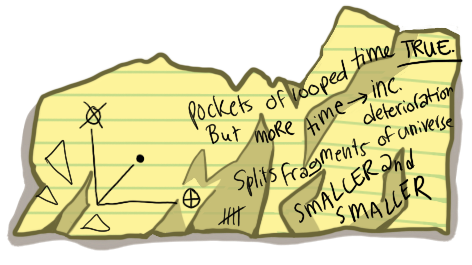 pockets of looped time TRUE.
But more time → inc.
deterioration
Splits fragments of universe
SMALLER and
SMALLER